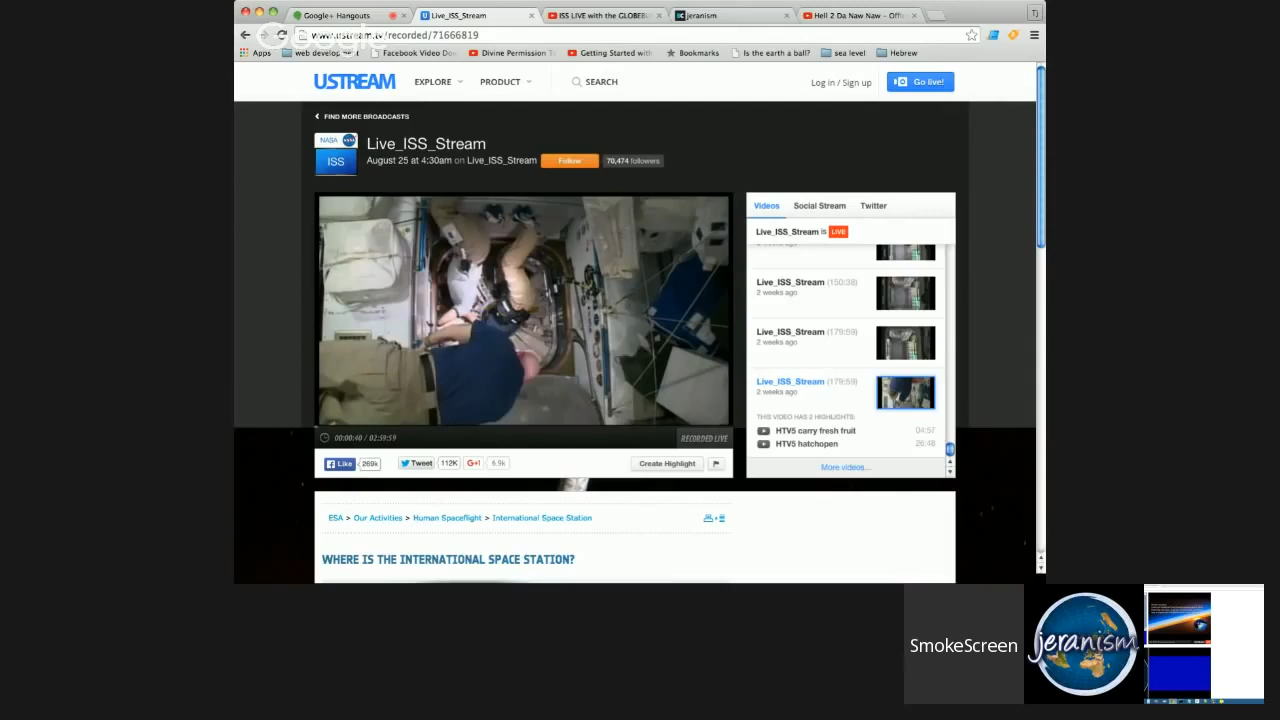 Google+ Hangouts
Live_ISS_Stream
ISS LIVE with the GLOBEB
jeranism
Hell 2 Da Naw Naw - Offi
Tj
www.ustream.tv/recorded/71666819
Google
Apps
web development
Facebook Video Dow
Divine Permission To
Getting Started with
Bookmarks
Is the earth a ball?
sea level
Hebrew
USTREAM
EXPLORE
PRODUCT
SEARCH
Log in / Sign up
Go live!
FIND MORE BROADCASTS
NASA
ISS
Live_ISS_Stream
August 25 at 4:30am on Live_ISS_Stream
Follow
70,474 followers
Videos Social Stream Twitter
Live_ISS_Stream is LIVE
Live_ISS_Stream (150:38)
2 weeks ago
Live_ISS_Stream (179:59)
2 weeks ago
Live_ISS_Stream (179:59)
2 weeks ago
THIS VIDEO HAS 2 HIGHLIGHTS:
HTV5 carry fresh fruit 04:57
HTV5 hatchopen 26:48
More videos...
00:00:40 / 02:59:59
RECORDED LIVE
Like 269k
Tweet 112K
+1 6.9k
Create Highlight
ESA > Our Activities > Human Spaceflight > International Space Station
WHERE IS THE INTERNATIONAL SPACE STATION?
SmokeScreen
jeranism